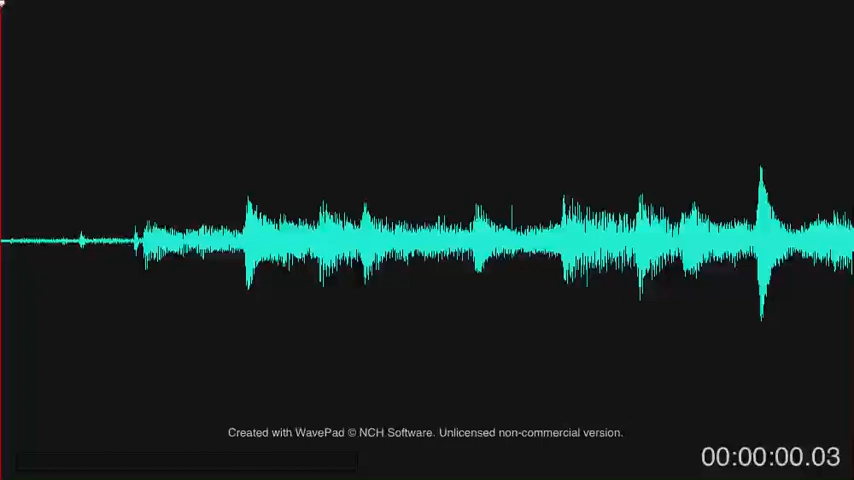 Created with WavePad © NCH Software. Unlicensed non-commercial version.
00:00:00.03